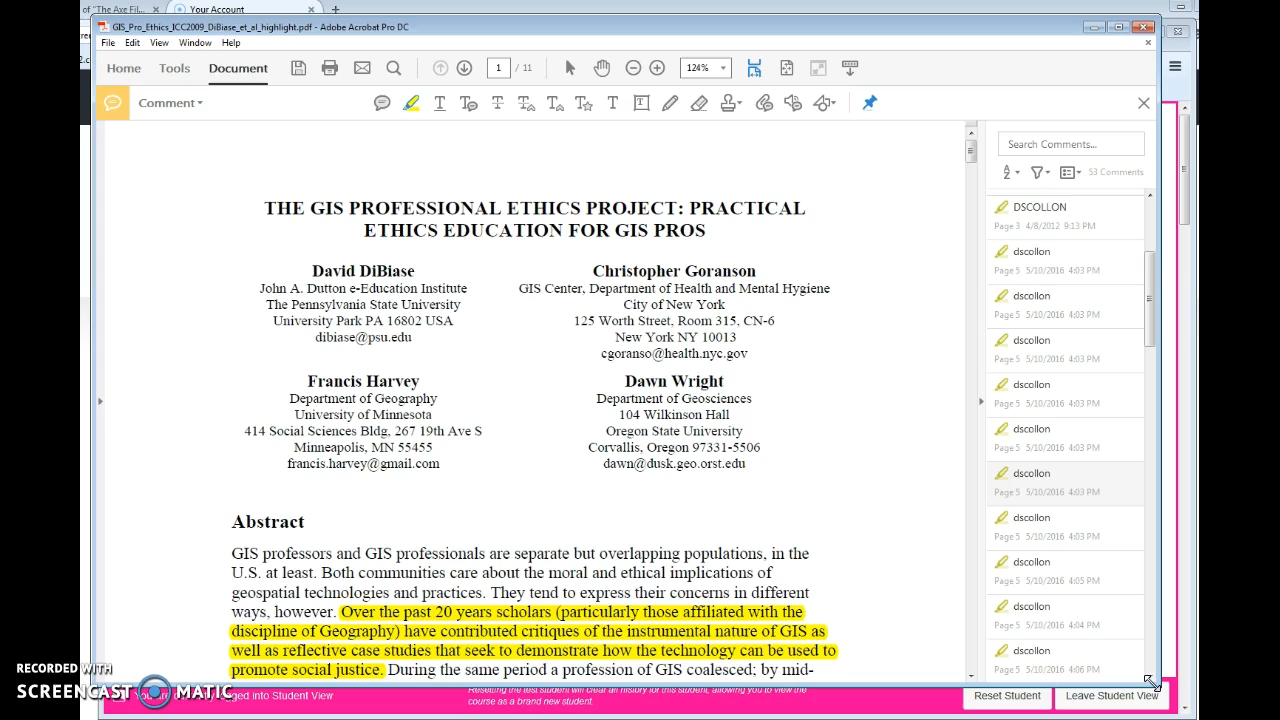 of "The Axe Fil...
Your Account
GIS_Pro_Ethics_ICC2009_DiBiase_et_al_highlight.pdf - Adobe Acrobat Pro DC
File Edit View Window Help
Home Tools Document 1 / 11 124%
Comment
Search Comments...
53 Comments
THE GIS PROFESSIONAL ETHICS PROJECT: PRACTICAL
ETHICS EDUCATION FOR GIS PROS
David DiBiase
John A. Dutton e-Education Institute
The Pennsylvania State University
University Park PA 16802 USA
dibiase@psu.edu
Christopher Goranson
GIS Center, Department of Health and Mental Hygiene
City of New York
125 Worth Street, Room 315, CN-6
New York NY 10013
cgoranso@health.nyc.gov
Francis Harvey
Department of Geography
University of Minnesota
414 Social Sciences Bldg, 267 19th Ave S
Minneapolis, MN 55455
francis.harvey@gmail.com
Dawn Wright
Department of Geosciences
104 Wilkinson Hall
Oregon State University
Corvallis, Oregon 97331-5506
dawn@dusk.geo.orst.edu
Abstract
GIS professors and GIS professionals are separate but overlapping populations, in the
U.S. at least. Both communities care about the moral and ethical implications of
geospatial technologies and practices. They tend to express their concerns in different
ways, however. Over the past 20 years scholars (particularly those affiliated with the
discipline of Geography) have contributed critiques of the instrumental nature of GIS as
well as reflective case studies that seek to demonstrate how the technology can be used to
promote social justice. During the same period a profession of GIS coalesced; by mid-
DSCOLLON
Page 3 4/8/2012 9:13 PM
dscollon
Page 5 5/10/2016 4:03 PM
dscollon
Page 5 5/10/2016 4:03 PM
dscollon
Page 5 5/10/2016 4:03 PM
dscollon
Page 5 5/10/2016 4:03 PM
dscollon
Page 5 5/10/2016 4:03 PM
dscollon
Page 5 5/10/2016 4:03 PM
dscollon
Page 5 5/10/2016 4:03 PM
dscollon
Page 5 5/10/2016 4:05 PM
dscollon
Page 5 5/10/2016 4:04 PM
dscollon
Page 5 5/10/2016 4:06 PM
RECORDED WITH
SCREENCAST MATIC
gged into Student View
Resetting the test student will clear all history for this student, allowing you to view the
course as a brand new student.
Reset Student
Leave Student View